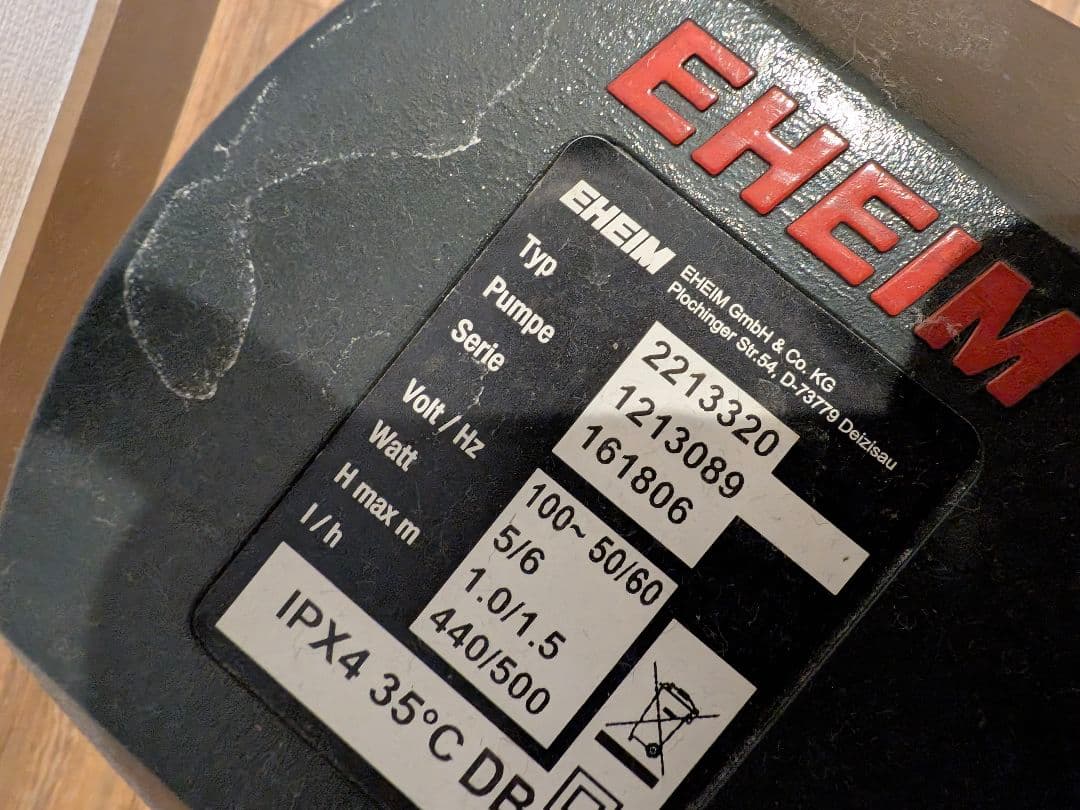 EHEIM
EHEIM
EHEIM GmbH & Co. KG
Plochinger Str.54, D-73779 Deizisau
Typ 2213320
Pumpe 1213089
Serie 161806
Volt / Hz 100~ 50/60
Watt 5/6
H max m 1.0/1.5
l / h 440/500
IPX4 35°C DB